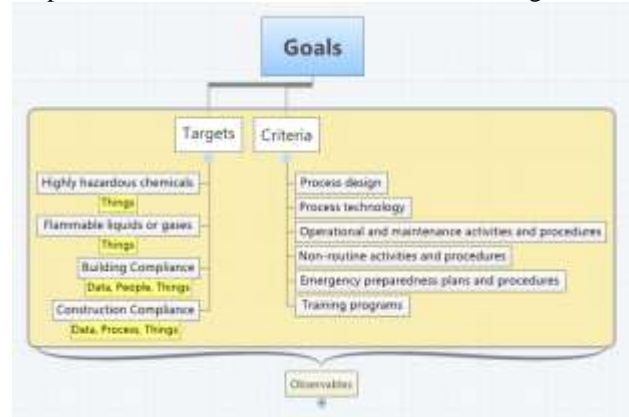 Goals
Targets
Criteria
Highly hazardous chemicals
Things
Flammable liquids or gases
Things
Building Compliance
Data, People, Things
Construction Compliance
Data, Process, Things
Process design
Process technology
Operational and maintenance activities and procedures
Non-routine activities and procedures
Emergency preparedness plans and procedures
Training programs
Observables